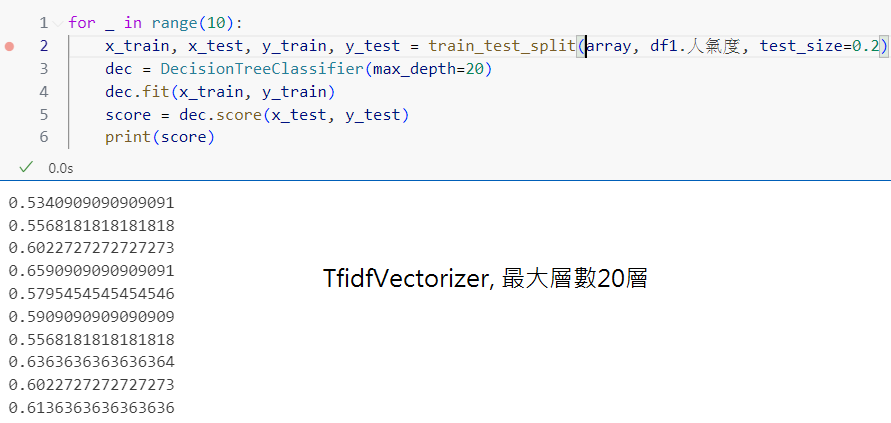 1 for _ in range(10):
2     x_train, x_test, y_train, y_test = train_test_split(array, df1.人氣度, test_size=0.2)
3     dec = DecisionTreeClassifier(max_depth=20)
4     dec.fit(x_train, y_train)
5     score = dec.score(x_test, y_test)
6     print(score)
0.0s
0.5340909090909091
0.5568181818181818
0.6022727272727273
0.6590909090909091
0.5795454545454546
0.5909090909090909
0.5568181818181818
0.6363636363636364
0.6022727272727273
0.6136363636363636
TfidfVectorizer, 最大層數20層